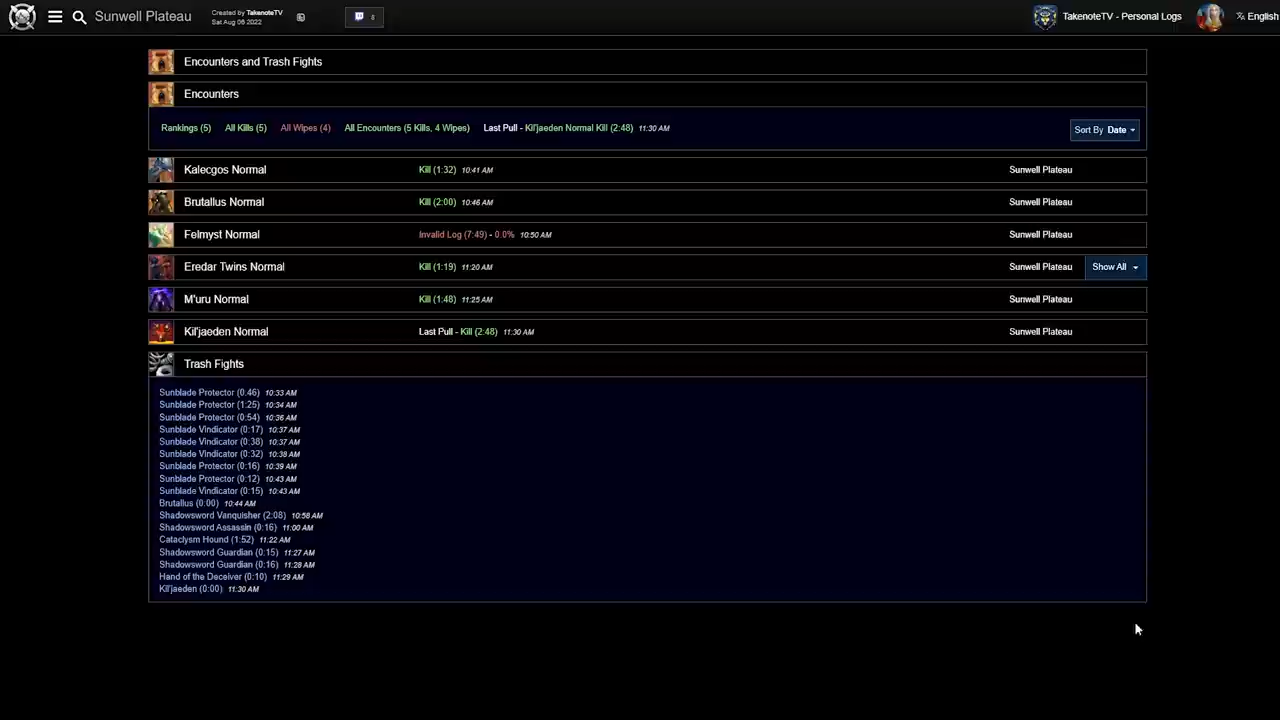 Sunwell Plateau
Created by TakenoteTV
Sat Aug 06 2022
8
TakenoteTV - Personal Logs
English
Encounters and Trash Fights
Encounters
Rankings (5) All Kills (5) All Wipes (4) All Encounters (5 Kills, 4 Wipes) Last Pull - Kil'jaeden Normal Kill (2:48) 11:30 AM
Sort By Date
Kalecgos Normal Kill (1:32) 10:41 AM Sunwell Plateau
Brutallus Normal Kill (2:00) 10:46 AM Sunwell Plateau
Felmyst Normal Invalid Log (7:49) - 0.0% 10:50 AM Sunwell Plateau
Eredar Twins Normal Kill (1:19) 11:20 AM Sunwell Plateau Show All
M'uru Normal Kill (1:48) 11:25 AM Sunwell Plateau
Kil'jaeden Normal Last Pull - Kill (2:48) 11:30 AM Sunwell Plateau
Trash Fights
Sunblade Protector (0:46) 10:33 AM
Sunblade Protector (1:25) 10:34 AM
Sunblade Protector (0:54) 10:36 AM
Sunblade Vindicator (0:17) 10:37 AM
Sunblade Vindicator (0:38) 10:37 AM
Sunblade Vindicator (0:32) 10:38 AM
Sunblade Protector (0:16) 10:39 AM
Sunblade Protector (0:12) 10:43 AM
Sunblade Vindicator (0:15) 10:43 AM
Brutallus (0:00) 10:44 AM
Shadowsword Vanquisher (2:08) 10:58 AM
Shadowsword Assassin (0:16) 11:00 AM
Cataclysm Hound (1:52) 11:22 AM
Shadowsword Guardian (0:15) 11:27 AM
Shadowsword Guardian (0:16) 11:28 AM
Hand of the Deceiver (0:10) 11:29 AM
Kil'jaeden (0:00) 11:30 AM